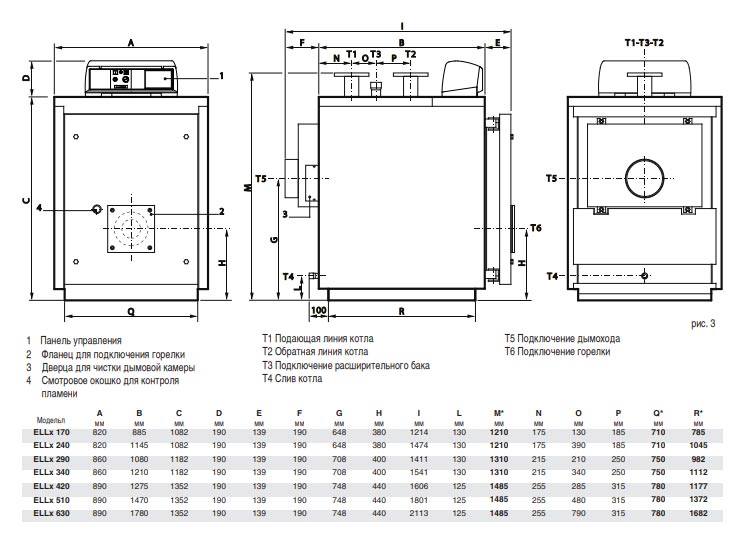 I
A
F
B
E
T1-T3-T2
T1
T3
T2
N
O
P
D
1
C
M
T5
T5
4
2
3
G
T6
H
H
T4
L
T4
Q
100
R
рис. 3
1 Панель управления
2 Фланец для подключения горелки
3 Дверца для чистки дымовой камеры
4 Смотровое окошко для контроля
пламени
T1 Подающая линия котла
T2 Обратная линия котла
T3 Подключение расширительного бака
T4 Слив котла
T5 Подключение дымохода
T6 Подключение горелки
A B C D E F G H I L M* N O P Q* R*
Модельл мм мм мм мм мм мм мм мм мм мм мм мм мм мм мм мм
ELLx 170 820 885 1082 190 139 190 648 380 1214 130 1210 175 130 185 710 785
ELLx 240 820 1145 1082 190 139 190 648 380 1474 130 1210 175 390 185 710 1045
ELLx 290 860 1080 1182 190 139 190 708 400 1411 130 1310 215 210 250 750 982
ELLx 340 860 1210 1182 190 139 190 708 400 1541 130 1310 215 340 250 750 1112
ELLx 420 890 1275 1352 190 139 190 748 440 1606 125 1485 255 285 315 780 1177
ELLx 510 890 1470 1352 190 139 190 748 440 1801 125 1485 255 480 315 780 1372
ELLx 630 890 1780 1352 190 139 190 748 440 2113 125 1485 255 790 315 780 1682